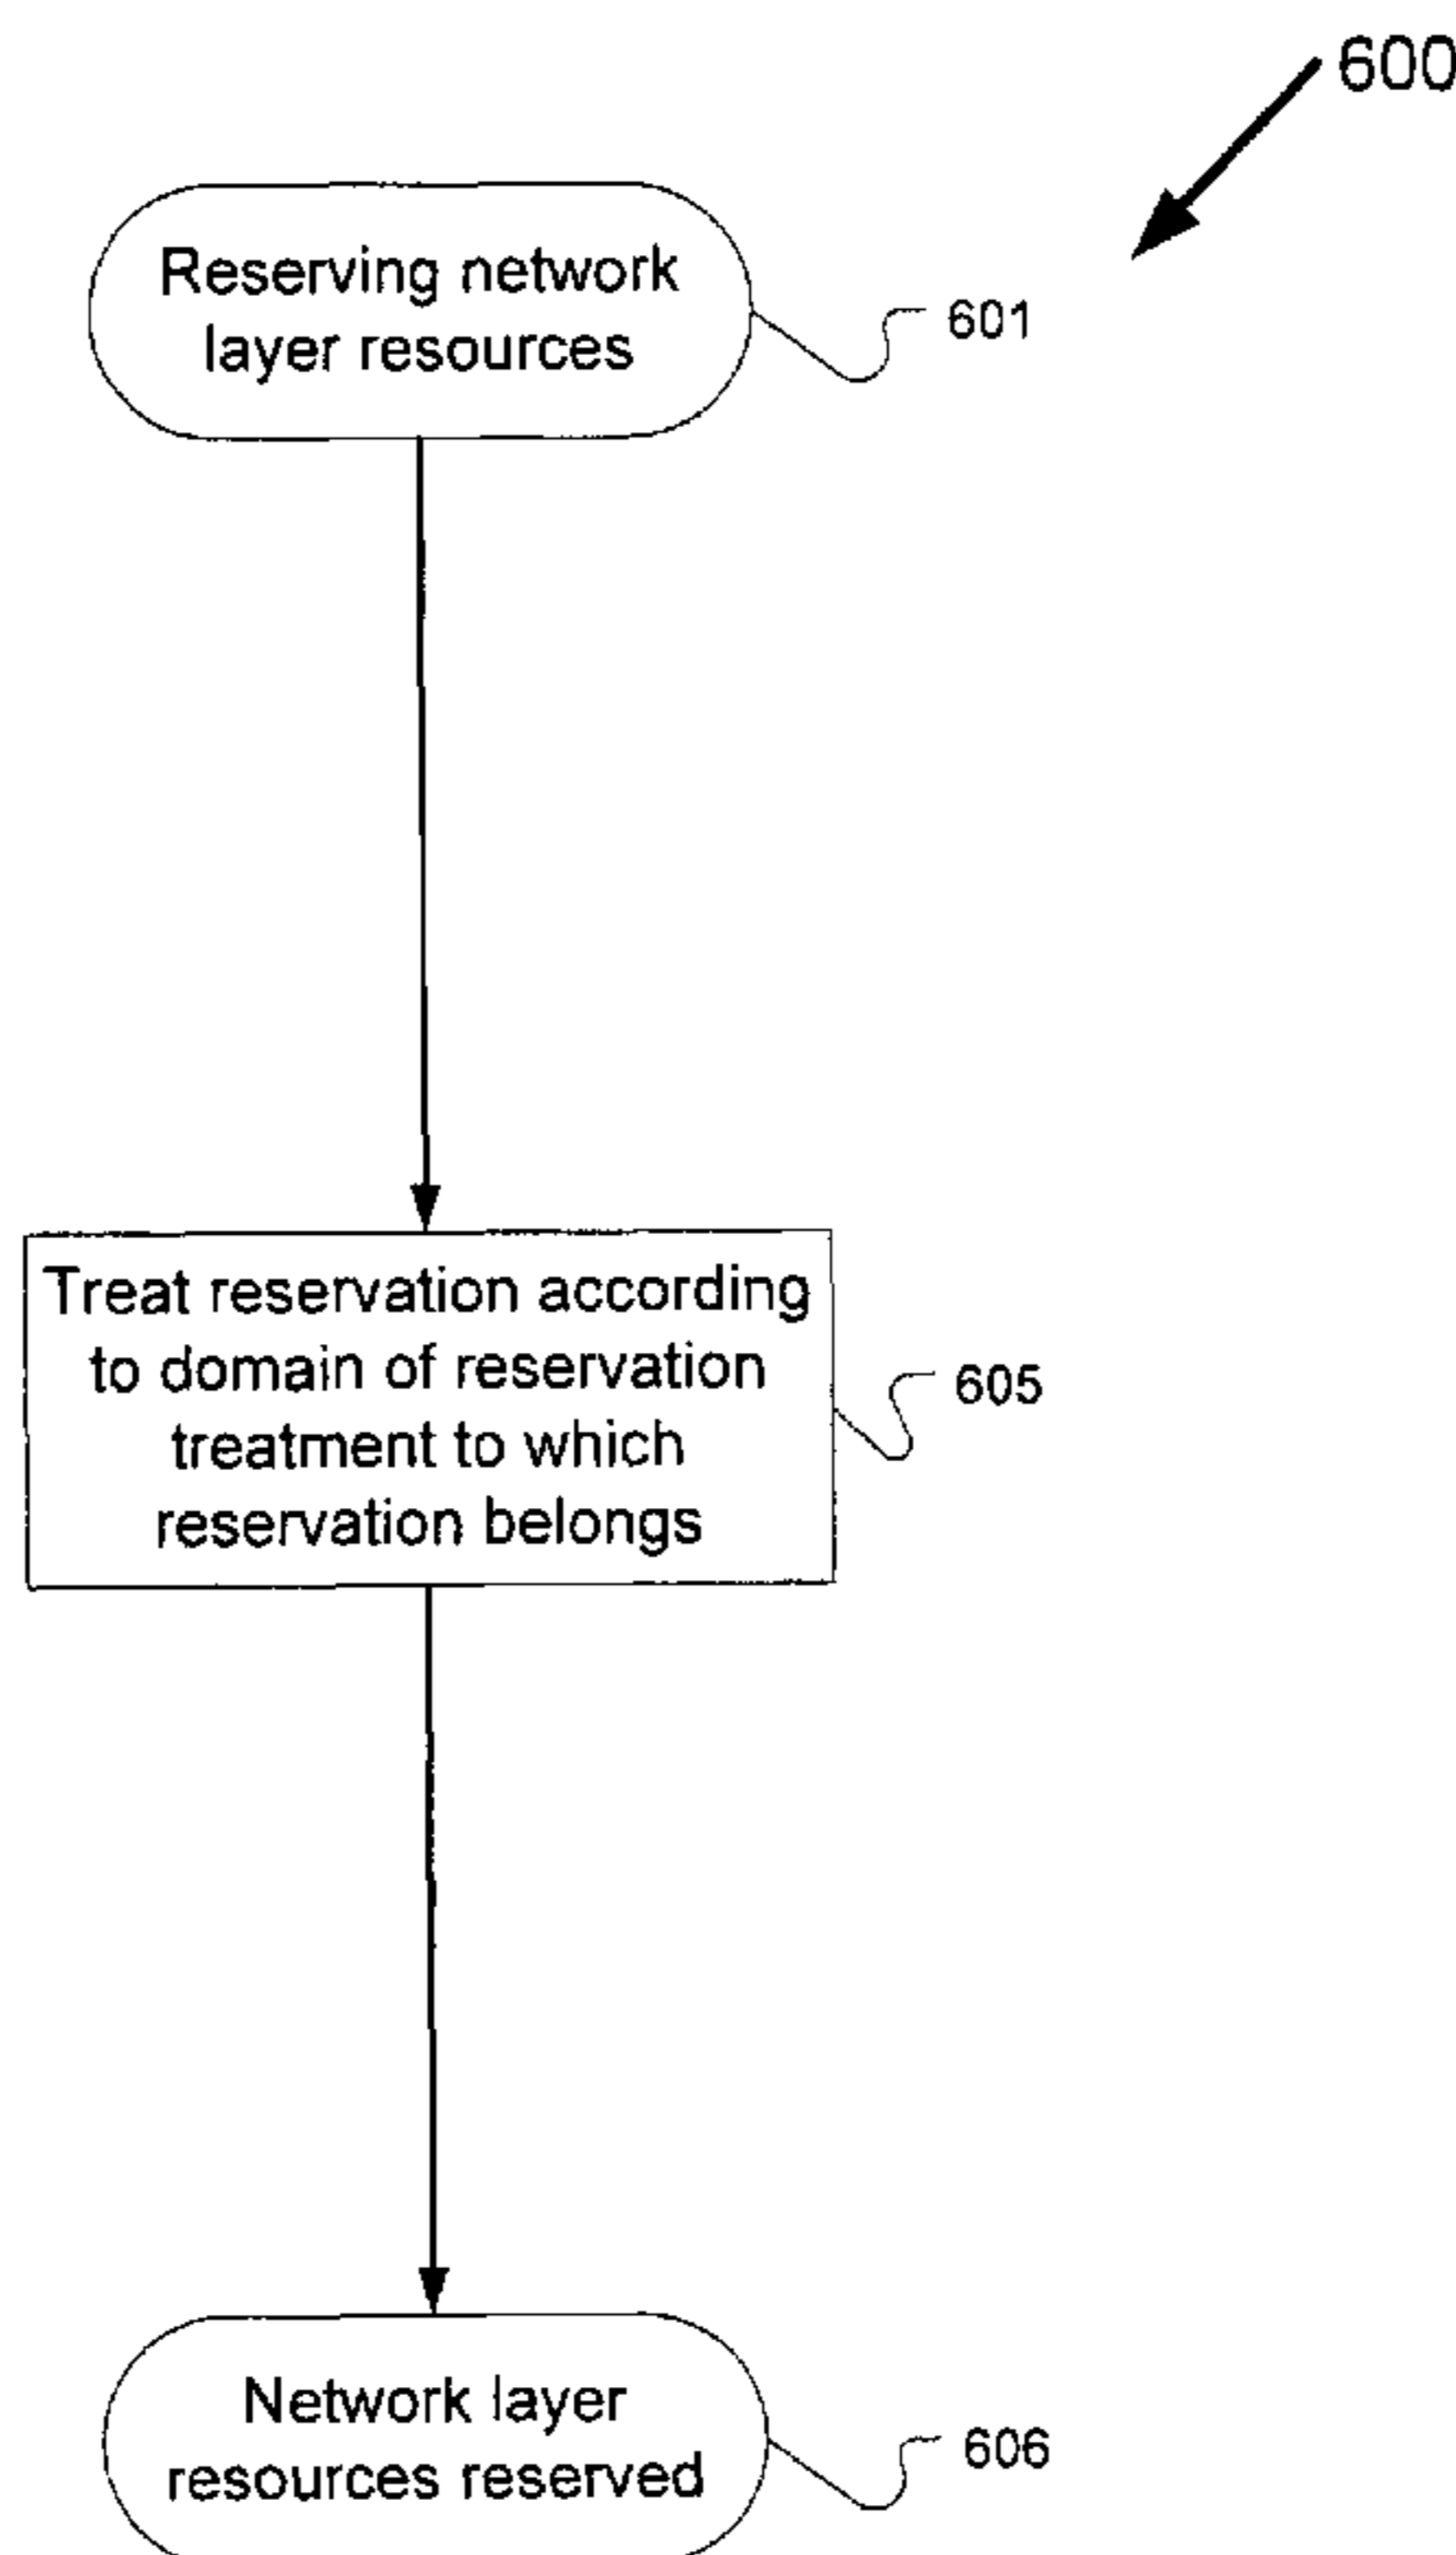 600
Reserving network
layer resources
601
Treat reservation according
to domain of reservation
treatment to which
reservation belongs
605
Network layer
resources reserved
606